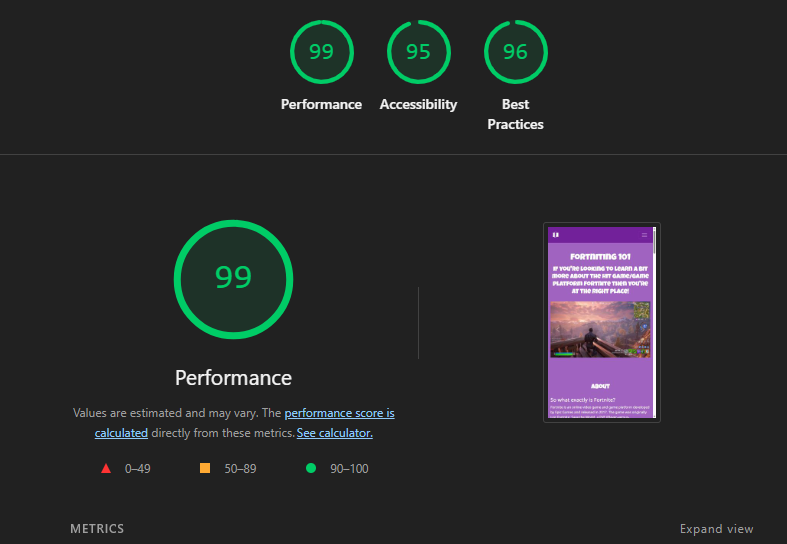 99
95
96
Performance
Accessibility
Best
Practices
99
FORTNITING 101
IF YOU'RE LOOKING TO LEARN A BIT
MORE ABOUT THE HIT GAME/GAME
PLATFORM FORTNITE THEN YOU'RE
AT THE RIGHT PLACE!
ABOUT
So what exactly is Fortnite?
Performance
Values are estimated and may vary. The performance score is
calculated directly from these metrics. See calculator.
0–49
50–89
90–100
METRICS
Expand view